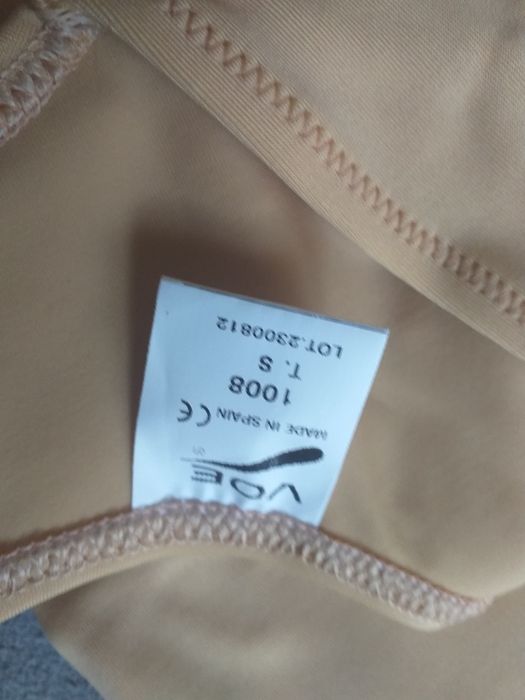 VOE
MADE IN SPAIN CE
1008
T. S
LOT.2300812